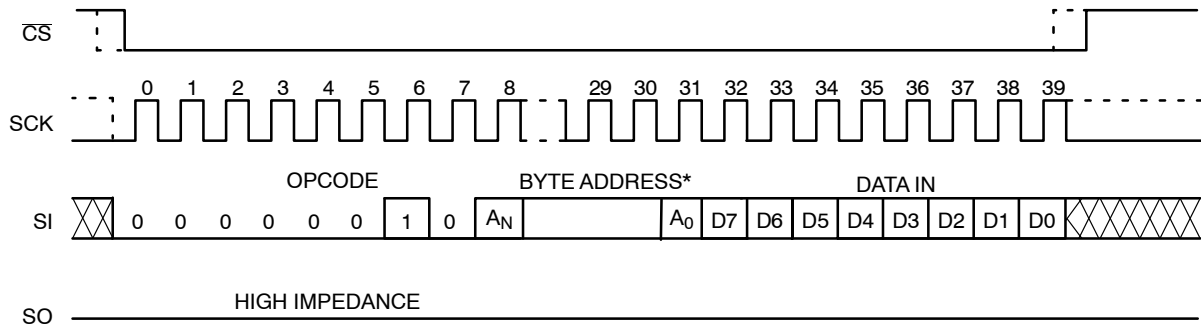 CS
0 1 2 3 4 5 6 7 8 29 30 31 32 33 34 35 36 37 38 39
SCK
OPCODE BYTE ADDRESS* DATA IN
SI 0 0 0 0 0 0 1 0 AN A0 D7 D6 D5 D4 D3 D2 D1 D0
HIGH IMPEDANCE
SO